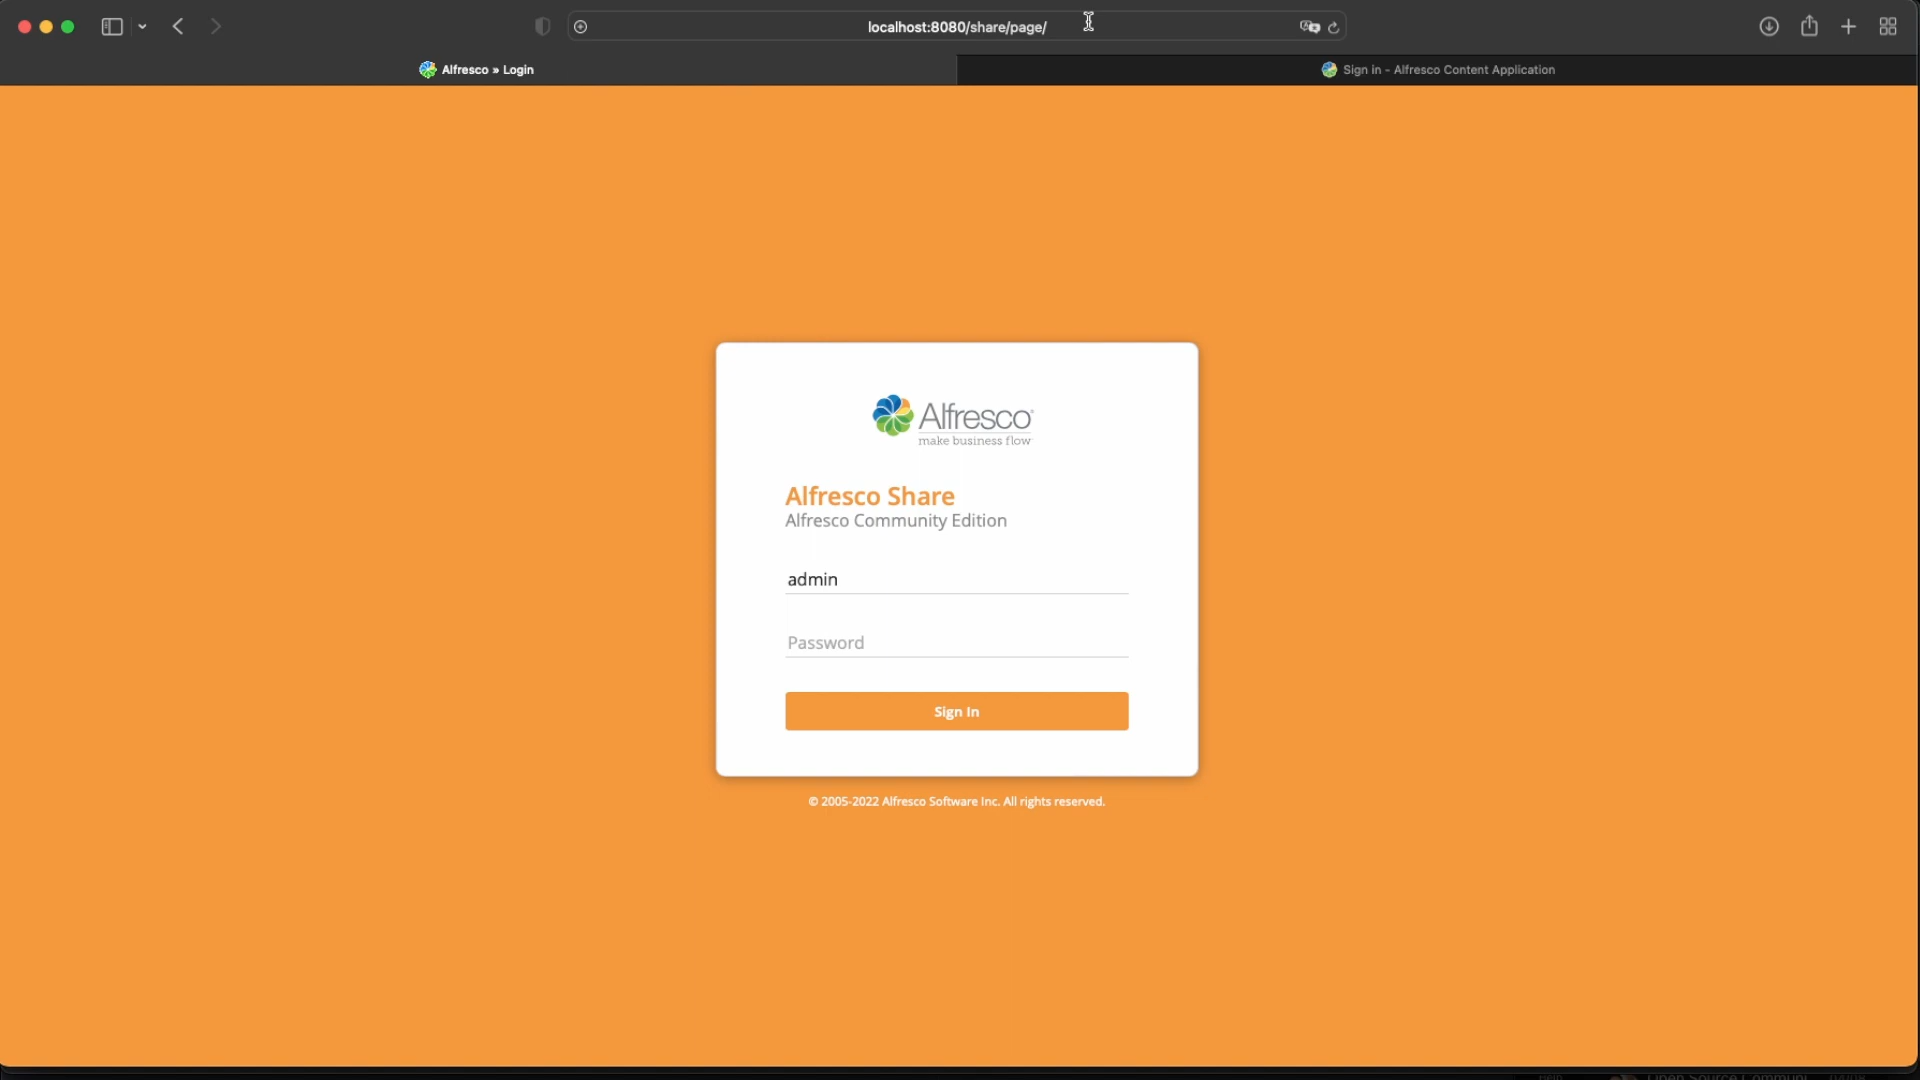 localhost:8080/share/page/
Alfresco » Login
Sign in - Alfresco Content Application
Alfresco
make business flow
Alfresco Share
Alfresco Community Edition
admin
Password
Sign In
© 2005-2022 Alfresco Software Inc. All rights reserved.